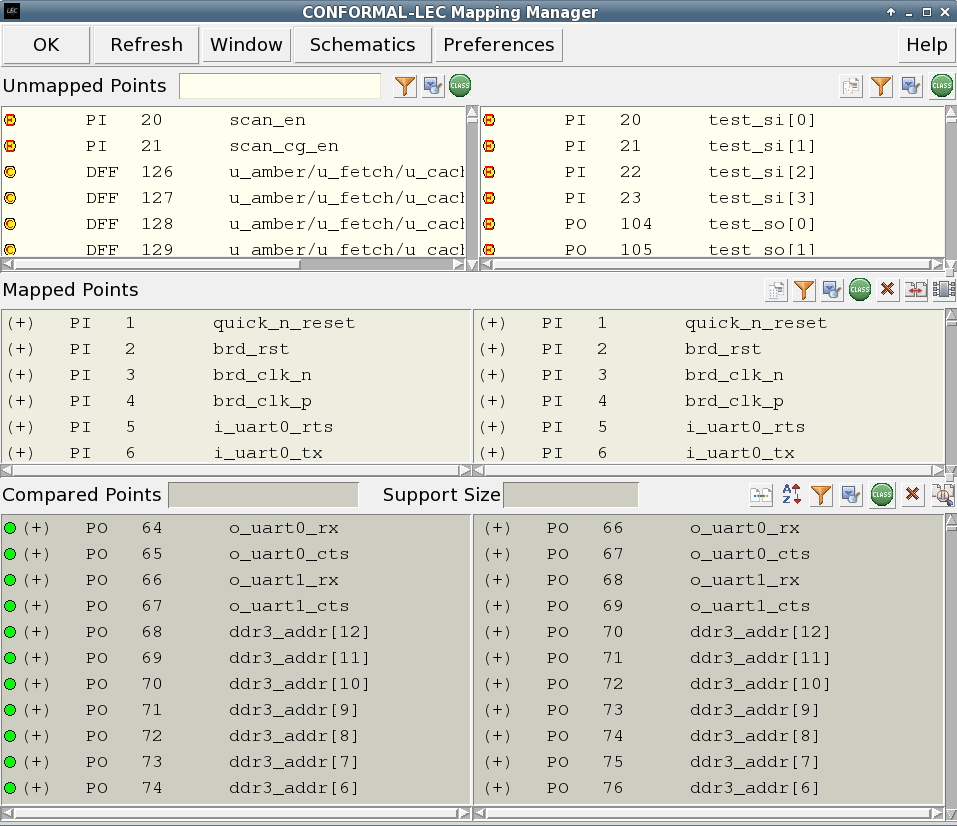 LEC CONFORMAL-LEC Mapping Manager
OK Refresh Window Schematics Preferences Help
Unmapped Points CLASS CLASS
E PI 20 scan_en E PI 20 test_si[0]
E PI 21 scan_cg_en E PI 21 test_si[1]
C DFF 126 u_amber/u_fetch/u_cach E PI 22 test_si[2]
C DFF 127 u_amber/u_fetch/u_cach E PI 23 test_si[3]
C DFF 128 u_amber/u_fetch/u_cach E PO 104 test_so[0]
C DFF 129 u_amber/u_fetch/u_cach E PO 105 test_so[1]
Mapped Points CLASS
(+) PI 1 quick_n_reset (+) PI 1 quick_n_reset
(+) PI 2 brd_rst (+) PI 2 brd_rst
(+) PI 3 brd_clk_n (+) PI 3 brd_clk_n
(+) PI 4 brd_clk_p (+) PI 4 brd_clk_p
(+) PI 5 i_uart0_rts (+) PI 5 i_uart0_rts
(+) PI 6 i_uart0_tx (+) PI 6 i_uart0_tx
Compared Points Support Size AZ CLASS
(+) PO 64 o_uart0_rx (+) PO 66 o_uart0_rx
(+) PO 65 o_uart0_cts (+) PO 67 o_uart0_cts
(+) PO 66 o_uart1_rx (+) PO 68 o_uart1_rx
(+) PO 67 o_uart1_cts (+) PO 69 o_uart1_cts
(+) PO 68 ddr3_addr[12] (+) PO 70 ddr3_addr[12]
(+) PO 69 ddr3_addr[11] (+) PO 71 ddr3_addr[11]
(+) PO 70 ddr3_addr[10] (+) PO 72 ddr3_addr[10]
(+) PO 71 ddr3_addr[9] (+) PO 73 ddr3_addr[9]
(+) PO 72 ddr3_addr[8] (+) PO 74 ddr3_addr[8]
(+) PO 73 ddr3_addr[7] (+) PO 75 ddr3_addr[7]
(+) PO 74 ddr3_addr[6] (+) PO 76 ddr3_addr[6]